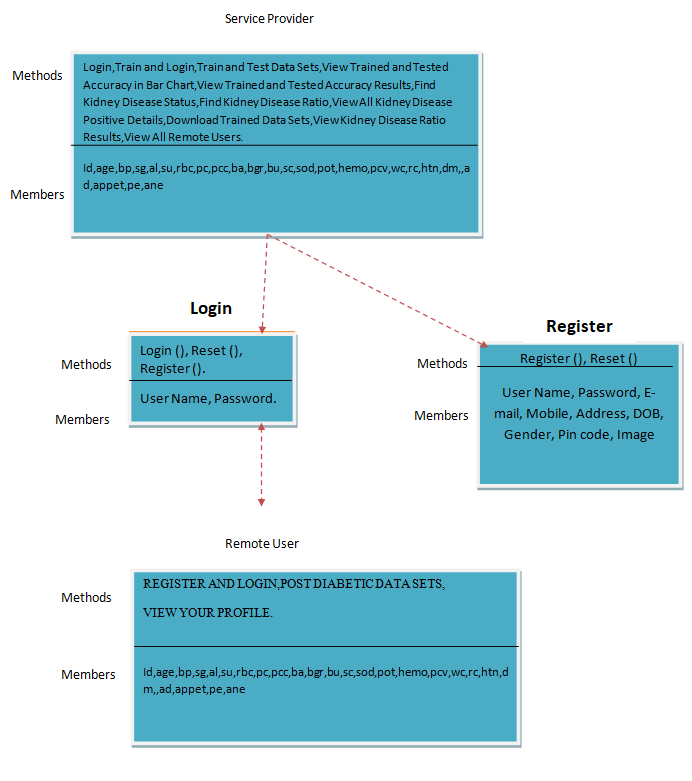 Service Provider
Methods
Login,Train and Login,Train and Test Data Sets,View Trained and Tested
Accuracy in Bar Chart,View Trained and Tested Accuracy Results,Find
Kidney Disease Status,Find Kidney Disease Ratio,View All Kidney Disease
Positive Details,Download Trained Data Sets,View Kidney Disease Ratio
Results,View All Remote Users.
Members
Id,age,bp,sg,al,su,rbc,pc,pcc,ba,bgr,bu,sc,sod,pot,hemo,pcv,wc,rc,htn,dm,,a
d,appet,pe,ane
Login
Methods
Login (), Reset (),
Register ().
Members
User Name, Password.
Register
Methods
Register (), Reset ()
Members
User Name, Password, E-
mail, Mobile, Address, DOB,
Gender, Pin code, Image
Remote User
Methods
REGISTER AND LOGIN,POST DIABETIC DATA SETS,
VIEW YOUR PROFILE.
Members
Id,age,bp,sg,al,su,rbc,pc,pcc,ba,bgr,bu,sc,sod,pot,hemo,pcv,wc,rc,htn,d
m,,ad,appet,pe,ane